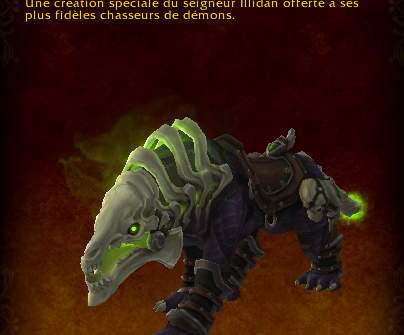 Une création spéciale du seigneur Illidan offerte à ses
plus fidèles chasseurs de démons.